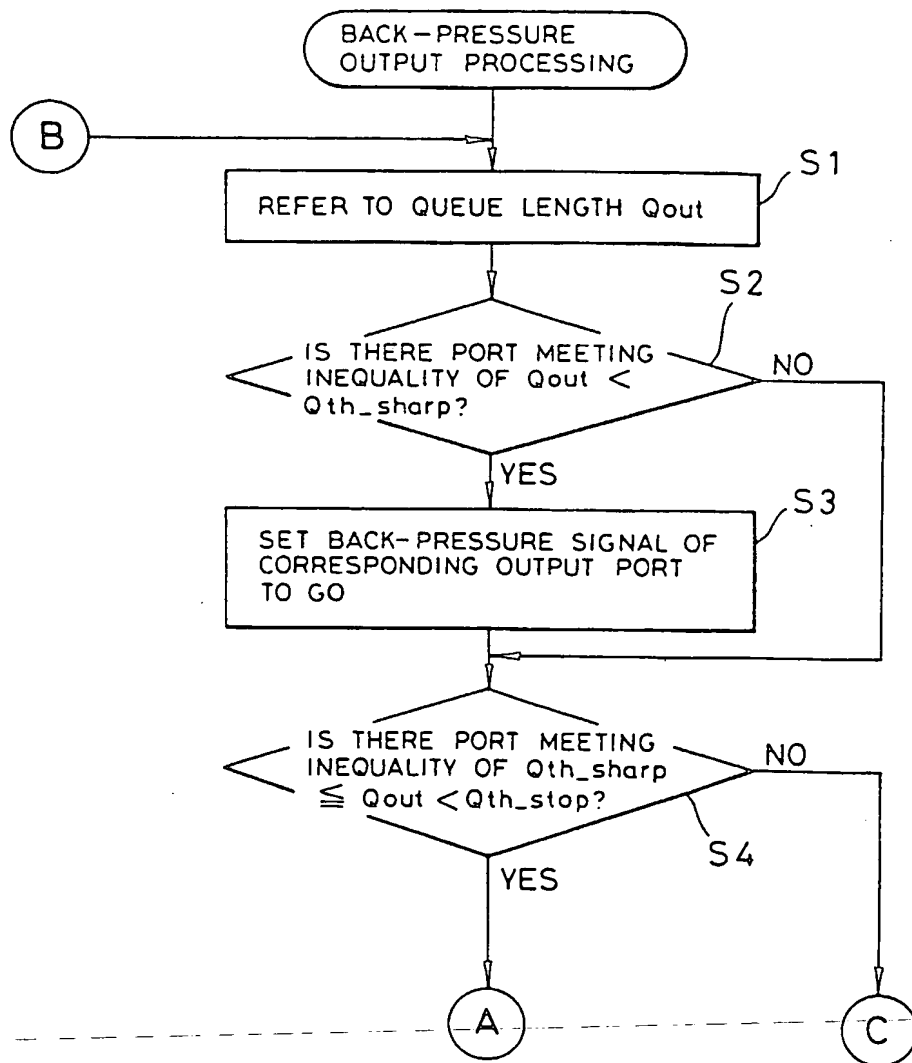 BACK-PRESSURE
OUTPUT PROCESSING
B
S1
REFER TO QUEUE LENGTH Qout
S2
IS THERE PORT MEETING
INEQUALITY OF Qout <
Qth_sharp?
NO
YES
S3
SET BACK-PRESSURE SIGNAL OF
CORRESPONDING OUTPUT PORT
TO GO
IS THERE PORT MEETING
INEQUALITY OF Qth_sharp
≦ Qout < Qth_stop?
NO
S4
YES
A
C